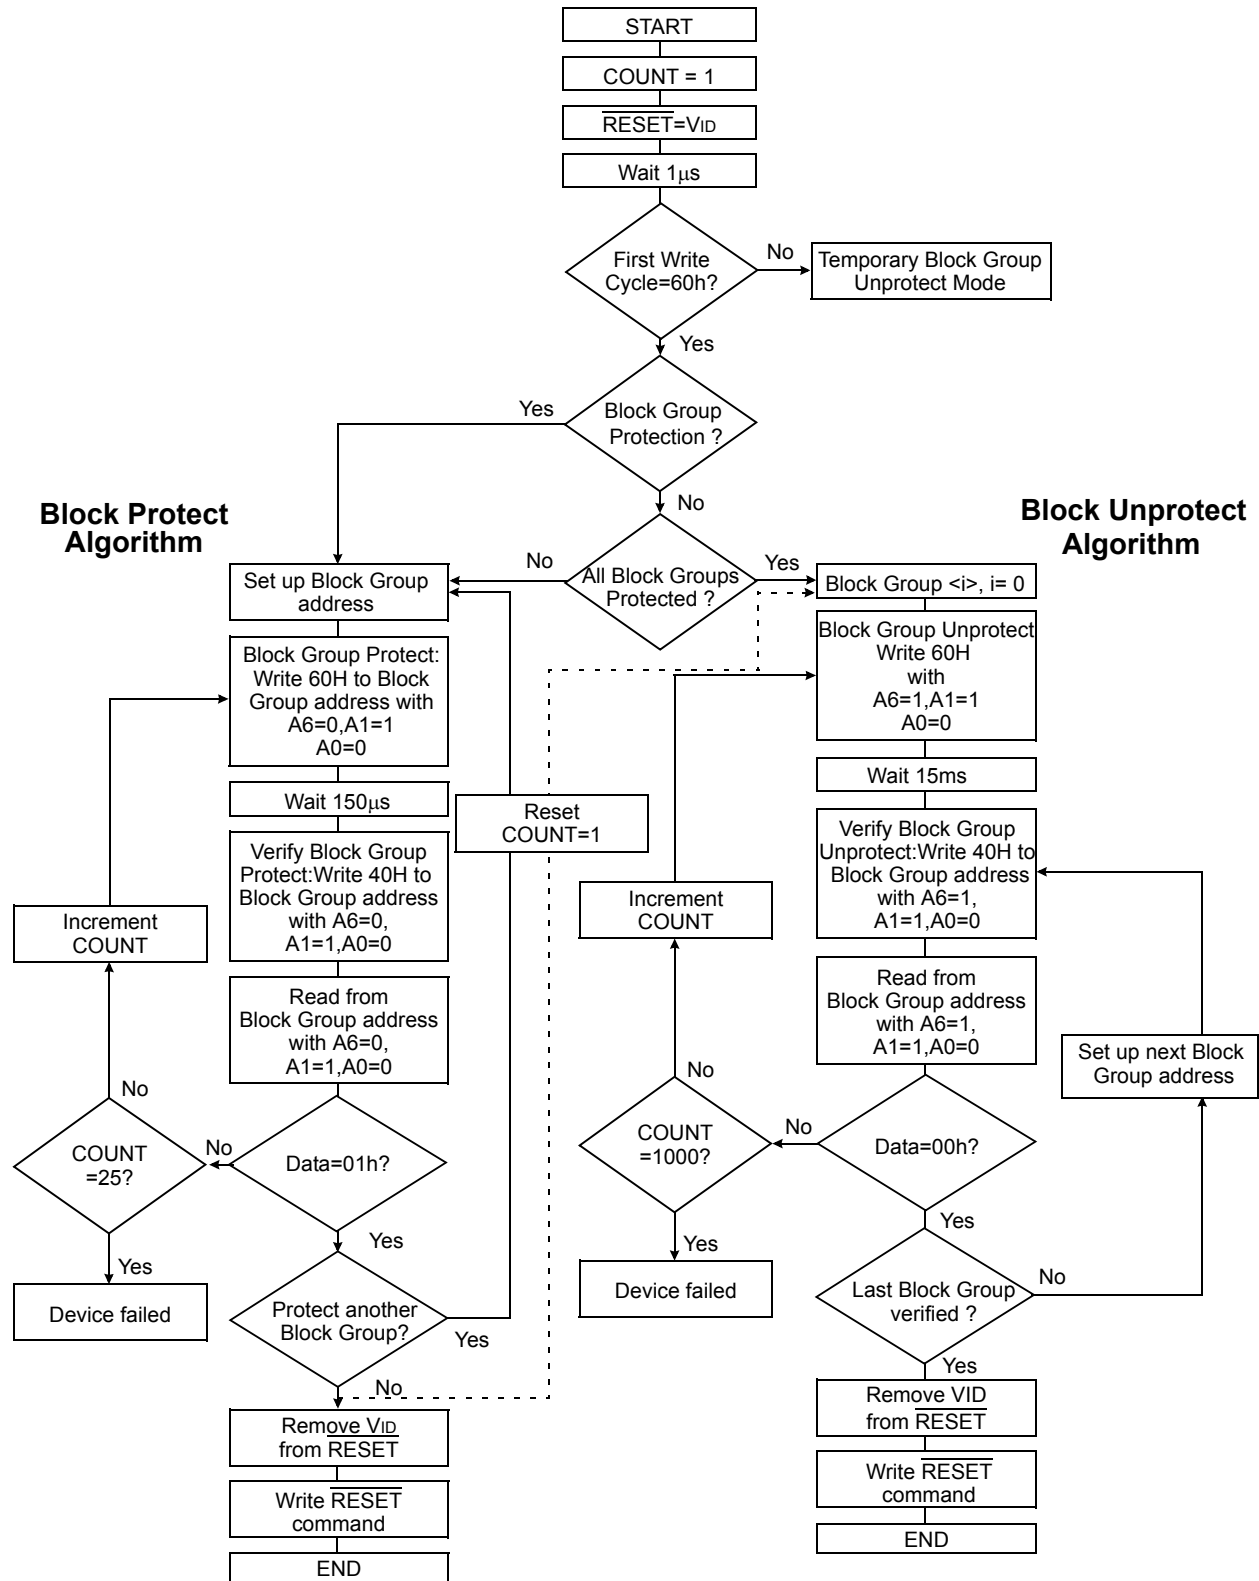 START
COUNT = 1
RESET=VID
Wait 1μs
First Write
Cycle=60h?
No
Temporary Block Group
Unprotect Mode
Yes
Block Group
Protection ?
Yes
No
Block Protect
Algorithm
Block Unprotect
Algorithm
All Block Groups
Protected ?
No
Yes
Set up Block Group
address
Block Group Protect:
Write 60H to Block
Group address with
A6=0,A1=1
A0=0
Wait 150μs
Reset
COUNT=1
Verify Block Group
Protect:Write 40H to
Block Group address
with A6=0,
A1=1,A0=0
Increment
COUNT
Read from
Block Group address
with A6=0,
A1=1,A0=0
No
COUNT
=25?
No
Data=01h?
Yes
Yes
Device failed
Protect another
Block Group?
Yes
No
Remove VID
from RESET
Write RESET
command
END
Block Group <i>, i= 0
Block Group Unprotect
Write 60H
with
A6=1,A1=1
A0=0
Wait 15ms
Verify Block Group
Unprotect:Write 40H to
Block Group address
with A6=1,
A1=1,A0=0
Increment
COUNT
Read from
Block Group address
with A6=1,
A1=1,A0=0
Set up next Block
Group address
No
COUNT
=1000?
No
Data=00h?
Yes
Yes
Device failed
Last Block Group
verified ?
No
Yes
Remove VID
from RESET
Write RESET
command
END